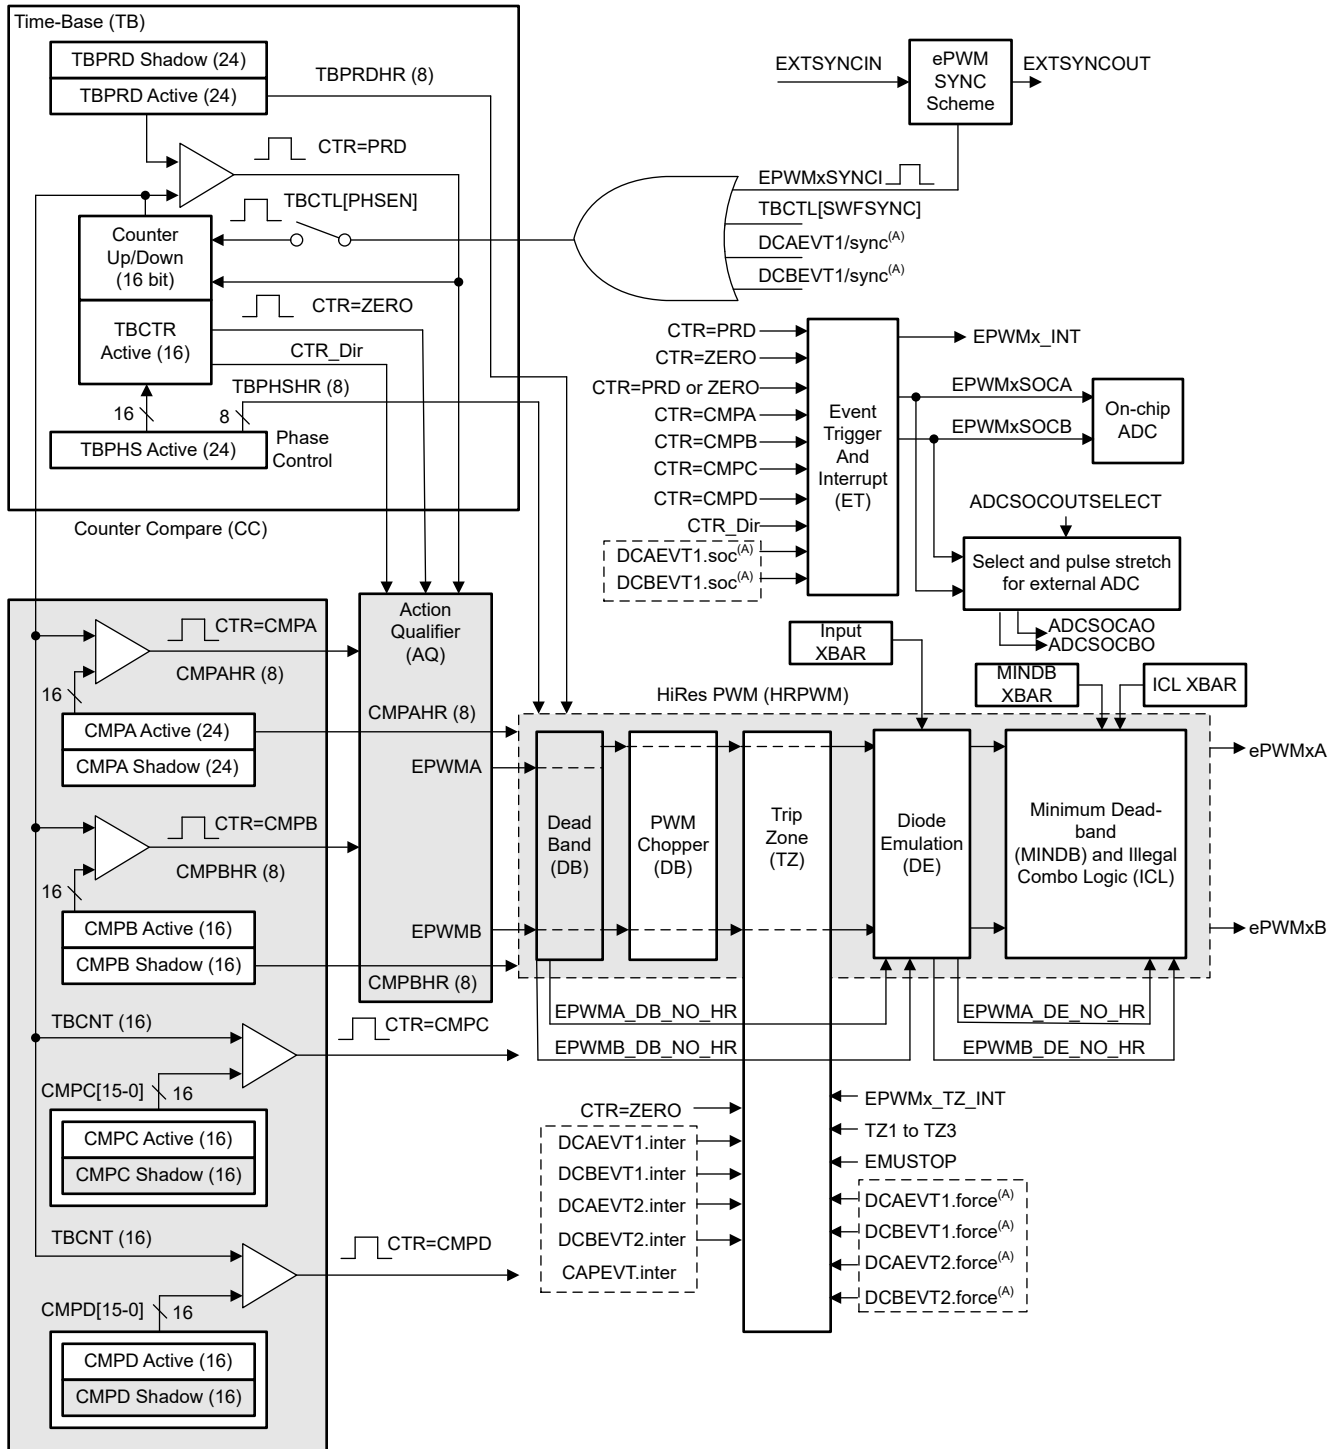 Time-Base (TB)
TBPRD Shadow (24)
TBPRD Active (24)
TBPRDHR (8)
CTR=PRD
TBCTL[PHSEN]
Counter
Up/Down
(16 bit)
CTR=ZERO
TBCTR
Active (16)
CTR_Dir
TBPHSHR (8)
16
8
TBPHS Active (24)
Phase
Control
EXTSYNCIN
ePWM
SYNC
Scheme
EXTSYNCOUT
EPWMxSYNCI
TBCTL[SWFSYNC]
DCAEVT1/sync(A)
DCBEVT1/sync(A)
CTR=PRD
CTR=ZERO
CTR=PRD or ZERO
CTR=CMPA
CTR=CMPB
CTR=CMPC
CTR=CMPD
CTR_Dir
DCAEVT1.soc(A)
DCBEVT1.soc(A)
Event
Trigger
And
Interrupt
(ET)
EPWMx_INT
EPWMxSOCA
EPWMxSOCB
On-chip
ADC
ADCSOCOUTSELECT
Select and pulse stretch
for external ADC
ADCSOCAO
ADCSOCBO
Counter Compare (CC)
CTR=CMPA
CMPAHR (8)
16
CMPA Active (24)
CMPA Shadow (24)
CTR=CMPB
CMPBHR (8)
16
CMPB Active (16)
CMPB Shadow (16)
TBCNT (16)
CTR=CMPC
CMPC[15-0]
16
CMPC Active (16)
CMPC Shadow (16)
TBCNT (16)
CTR=CMPD
CMPD[15-0]
16
CMPD Active (16)
CMPD Shadow (16)
Action
Qualifier
(AQ)
CMPAHR (8)
EPWMA
EPWMB
CMPBHR (8)
Input
XBAR
MINDB
XBAR
ICL XBAR
HiRes PWM (HRPWM)
Dead
Band
(DB)
PWM
Chopper
(DB)
Trip
Zone
(TZ)
Diode
Emulation
(DE)
Minimum Dead-
band
(MINDB) and Illegal
Combo Logic (ICL)
ePWMxA
ePWMxB
EPWMA_DB_NO_HR
EPWMB_DB_NO_HR
EPWMA_DE_NO_HR
EPWMB_DE_NO_HR
CTR=ZERO
DCAEVT1.inter
DCBEVT1.inter
DCAEVT2.inter
DCBEVT2.inter
CAPEVT.inter
EPWMx_TZ_INT
TZ1 to TZ3
EMUSTOP
DCAEVT1.force(A)
DCBEVT1.force(A)
DCAEVT2.force(A)
DCBEVT2.force(A)